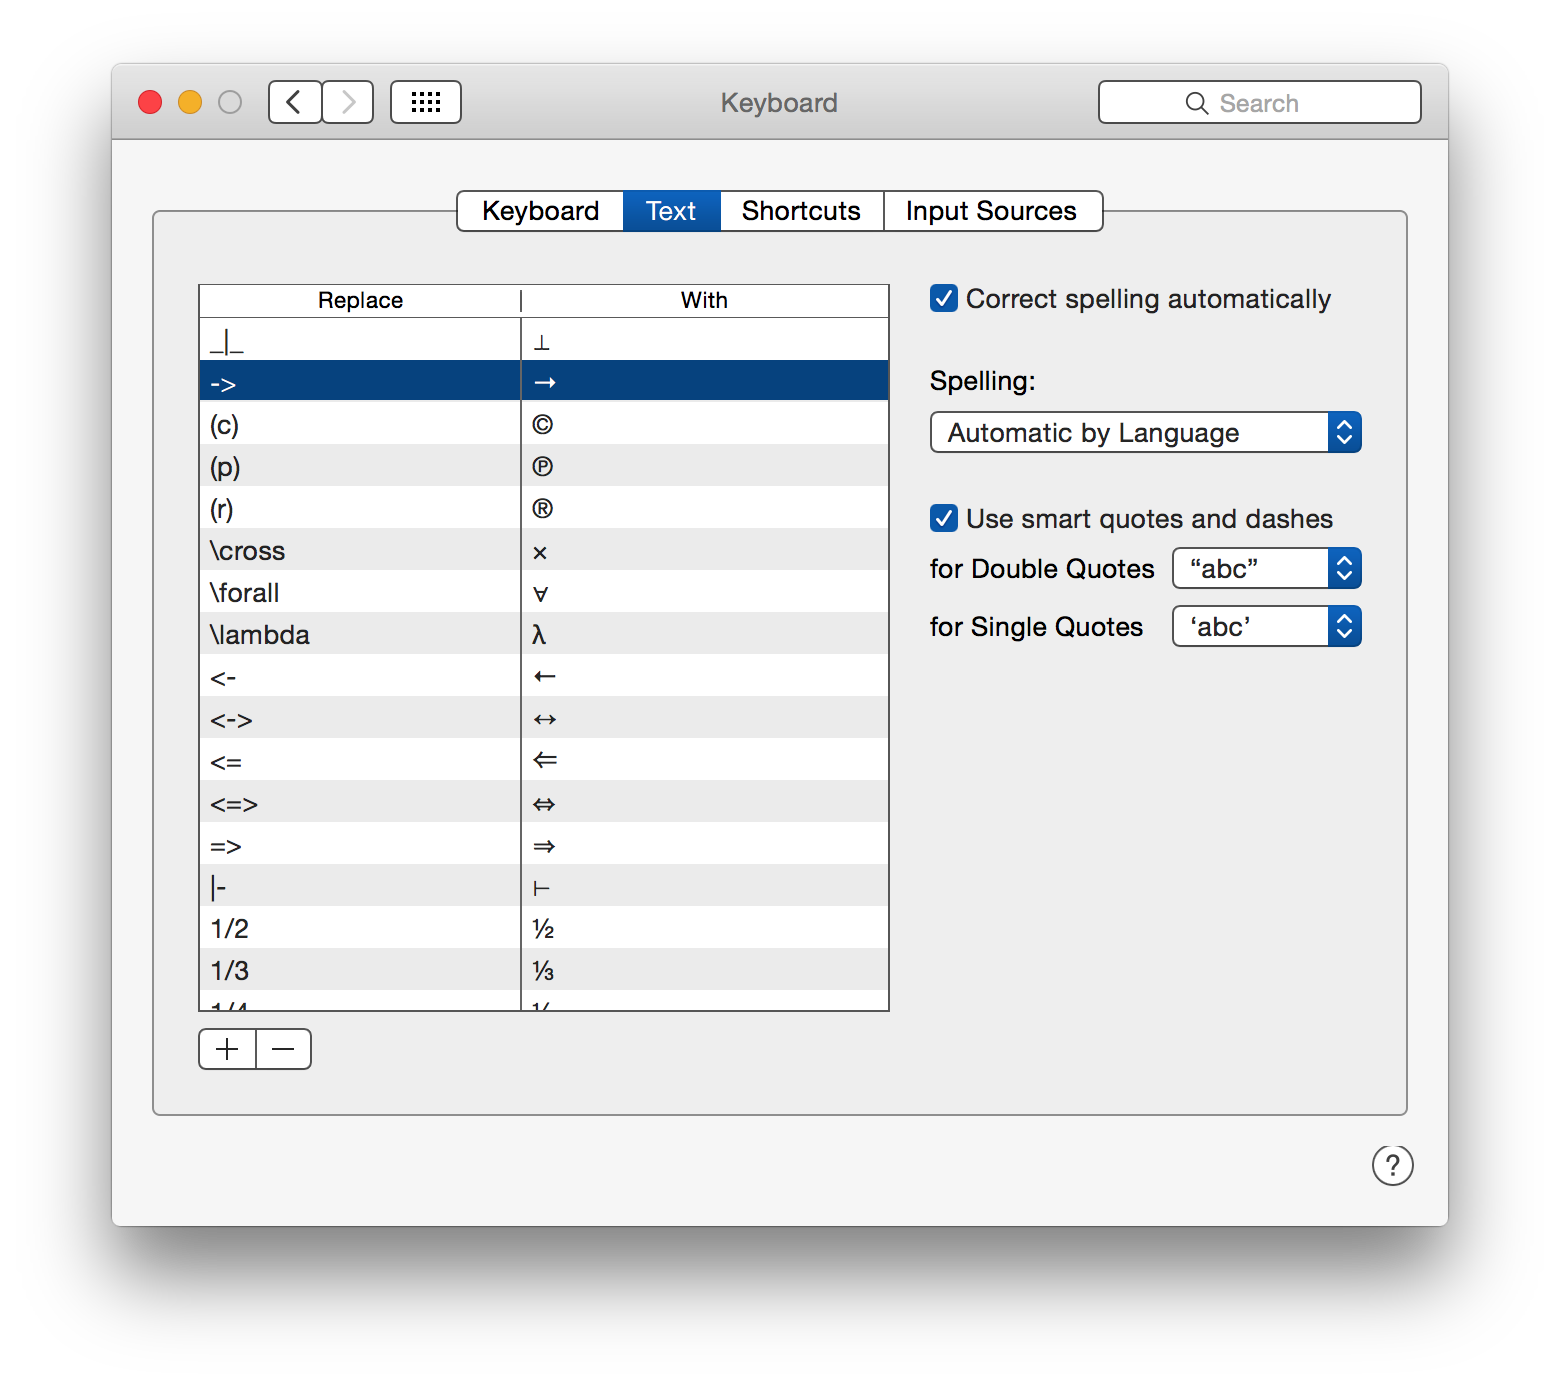 Keyboard
Search
Keyboard Text Shortcuts Input Sources
Replace With
_|_ ⊥
-> →
(c) ©
(p) ℗
(r) ®
\cross ×
\forall ∀
\lambda λ
<- ←
<-> ↔
<= ⇐
<=> ⇔
=> ⇒
|- ⊢
1/2 ½
1/3 ⅓
Correct spelling automatically
Spelling:
Automatic by Language
Use smart quotes and dashes
for Double Quotes “abc”
for Single Quotes ‘abc’
?